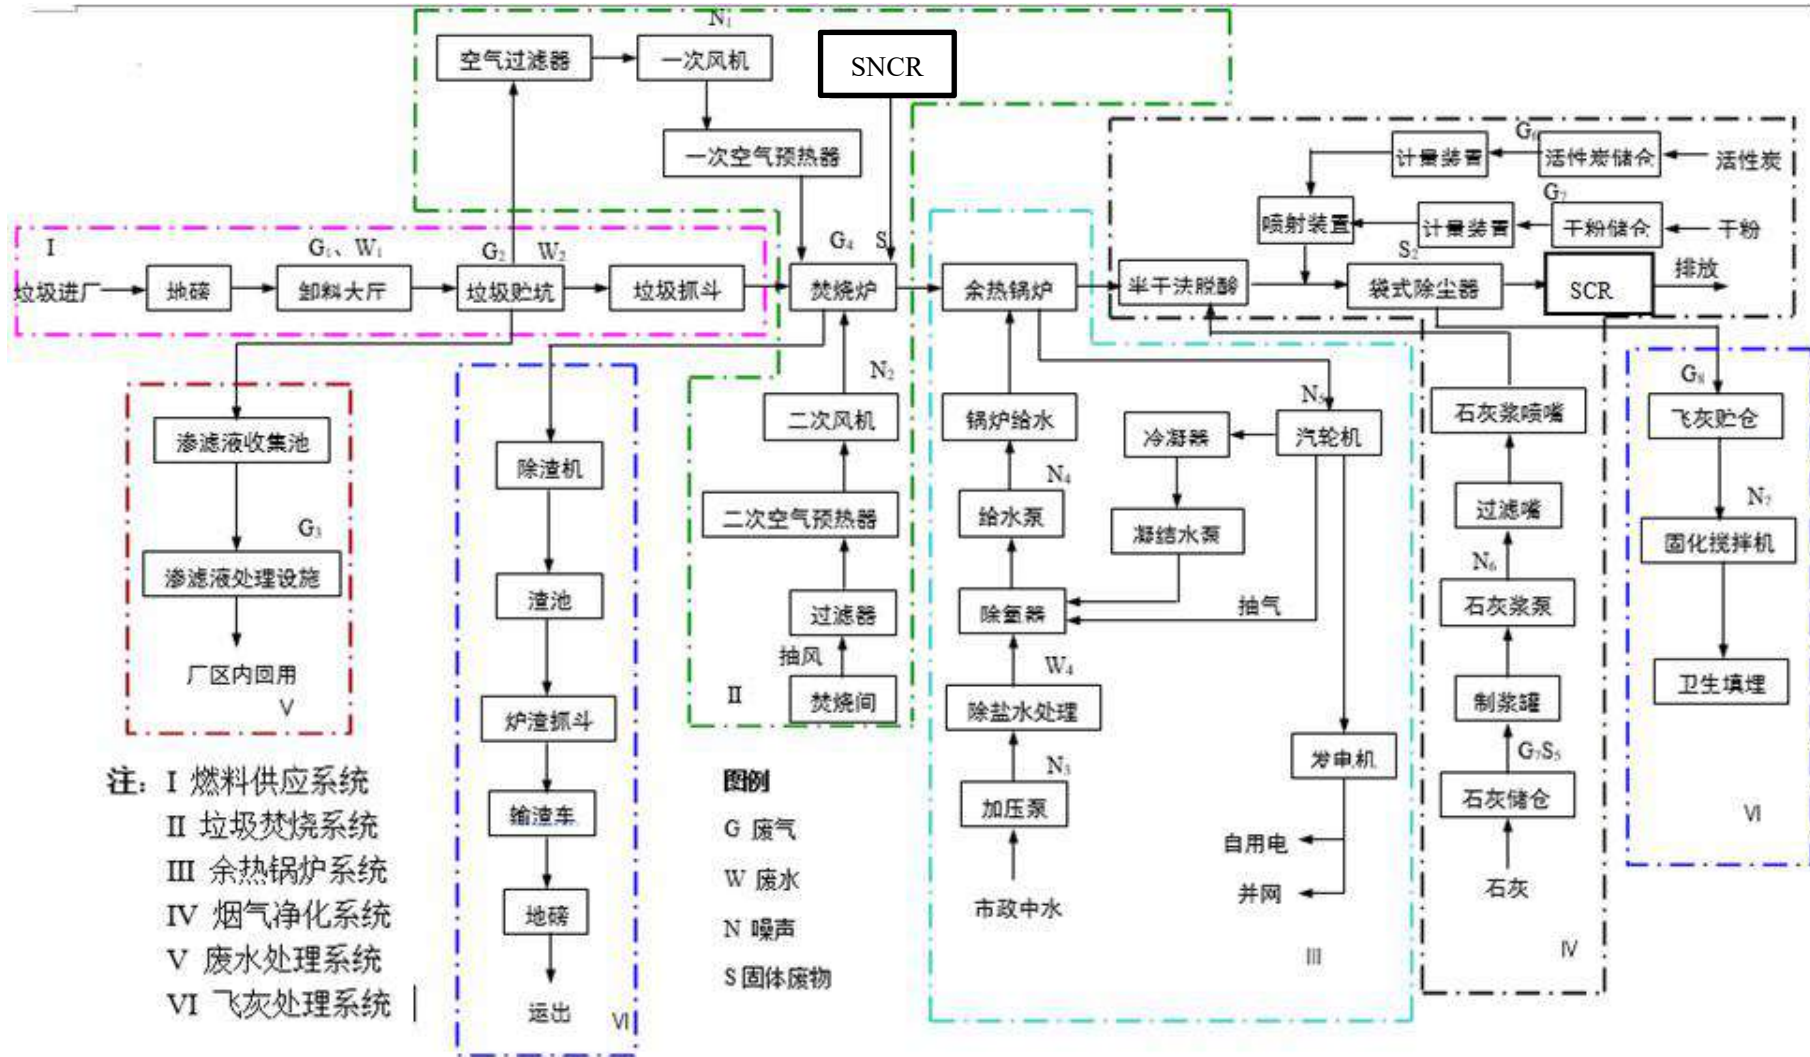 N₁
空气过滤器
一次风机
SNCR
一次空气预热器
G₆
计量装置
活性炭储仓
活性炭
G₇
喷射装置
计量装置
干粉储仓
干粉
I
G₁、W₁
G₂
W₂
G₄
S
S₂
垃圾进厂
地磅
卸料大厅
垃圾贮坑
垃圾抓斗
焚烧炉
余热锅炉
半干法脱酸
袋式除尘器
SCR
排放
N₂
N₅
G₈
渗滤液收集池
除渣机
二次风机
锅炉给水
冷凝器
汽轮机
石灰浆喷嘴
飞灰贮仓
N₄
N₇
二次空气预热器
给水泵
凝结水泵
过滤嘴
固化搅拌机
G₃
N₆
渗滤液处理设施
渣池
过滤器
除氧器
抽气
石灰浆泵
抽风
W₄
厂区内回用
V
II
焚烧间
炉渣抓斗
除盐水处理
制浆罐
卫生填埋
N₃
G₇S₅
发电机
输渣车
加压泵
石灰储仓
VI
自用电
并网
地磅
市政中水
石灰
III
IV
运出
VI
注：I 燃料供应系统
II 垃圾焚烧系统
III 余热锅炉系统
IV 烟气净化系统
V 废水处理系统
VI 飞灰处理系统
图例
G 废气
W 废水
N 噪声
S 固体废物